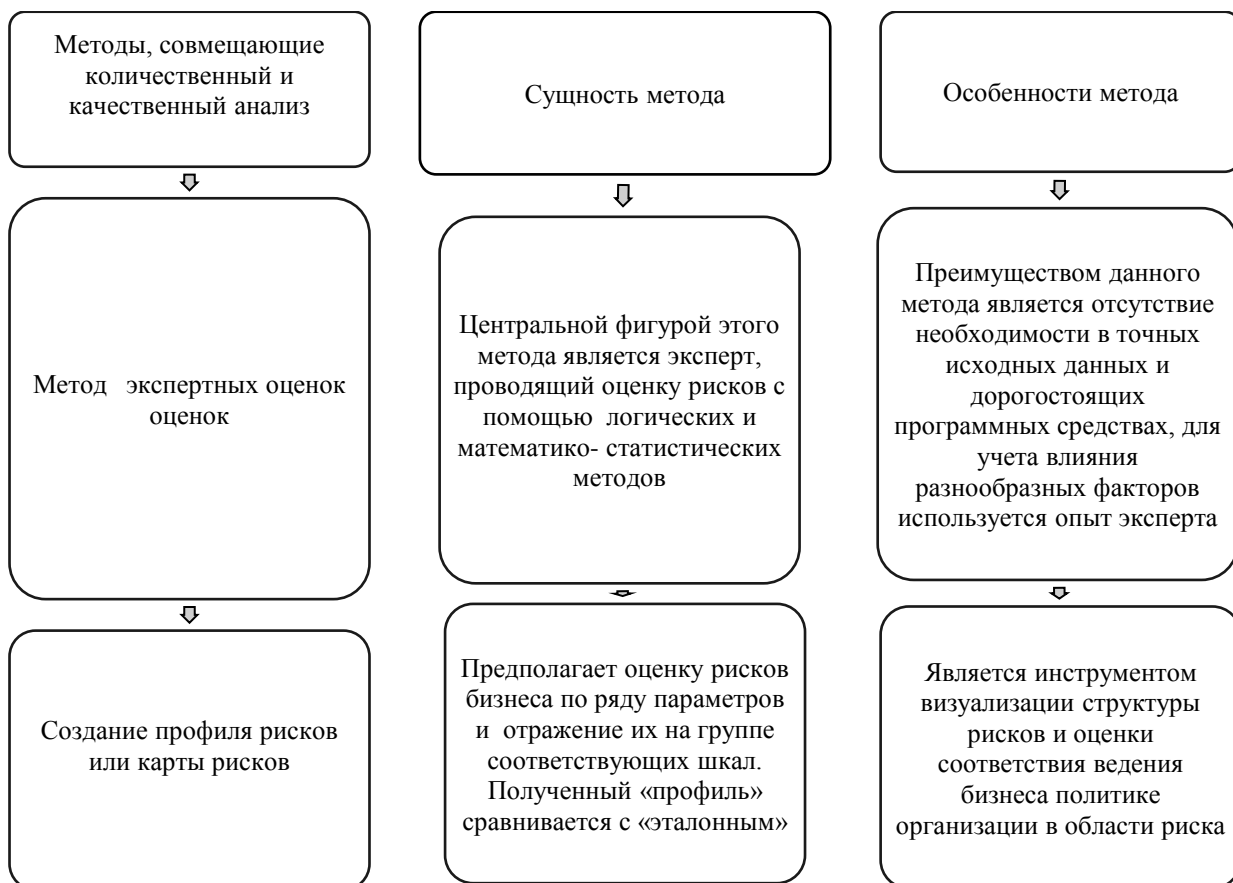 Методы, совмещающие
количественный и
качественный анализ
Сущность метода
Особенности метода
Метод экспертных оценок
оценок
Центральной фигурой этого
метода является эксперт,
проводящий оценку рисков с
помощью логических и
математико- статистических
методов
Преимуществом данного
метода является отсутствие
необходимости в точных
исходных данных и
дорогостоящих
программных средствах, для
учета влияния
разнообразных факторов
используется опыт эксперта
Создание профиля рисков
или карты рисков
Предполагает оценку рисков
бизнеса по ряду параметров
и отражение их на группе
соответствующих шкал.
Полученный «профиль»
сравнивается с «эталонным»
Является инструментом
визуализации структуры
рисков и оценки
соответствия ведения
бизнеса политике
организации в области риска